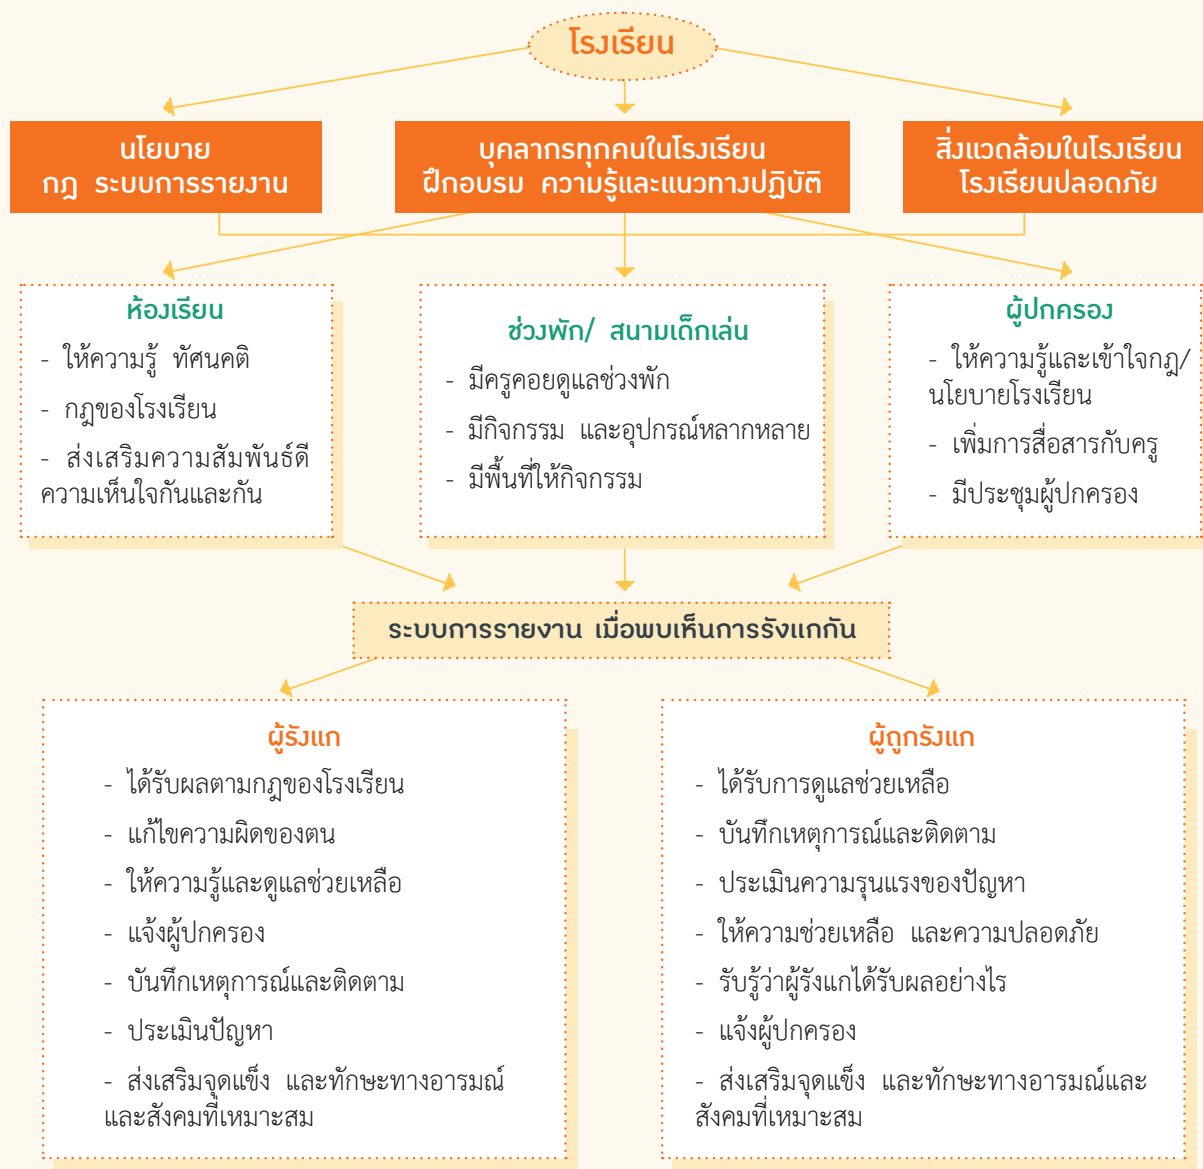 โรงเรียน
นโยบาย
กฎ ระบบการรายงาน
บุคลากรทุกคนในโรงเรียน
ฝึกอบรม ความรู้และแนวทางปฏิบัติ
สิ่งแวดล้อมในโรงเรียน
โรงเรียนปลอดภัย
ห้องเรียน
- ให้ความรู้ ทัศนคติ
- กฎของโรงเรียน
- ส่งเสริมความสัมพันธ์ดี
ความเห็นใจกันและกัน
ช่วงพัก/ สนามเด็กเล่น
- มีครูคอยดูแลช่วงพัก
- มีกิจกรรม และอุปกรณ์หลากหลาย
- มีพื้นที่ให้กิจกรรม
ผู้ปกครอง
- ให้ความรู้และเข้าใจกฎ/
นโยบายโรงเรียน
- เพิ่มการสื่อสารกับครู
- มีประชุมผู้ปกครอง
ระบบการรายงาน เมื่อพบเห็นการรังแกกัน
ผู้รังแก
- ได้รับผลตามกฎของโรงเรียน
- แก้ไขความผิดของตน
- ให้ความรู้และดูแลช่วยเหลือ
- แจ้งผู้ปกครอง
- บันทึกเหตุการณ์และติดตาม
- ประเมินปัญหา
- ส่งเสริมจุดแข็ง และทักษะทางอารมณ์
และสังคมที่เหมาะสม
ผู้ถูกรังแก
- ได้รับการดูแลช่วยเหลือ
- บันทึกเหตุการณ์และติดตาม
- ประเมินความรุนแรงของปัญหา
- ให้ความช่วยเหลือ และความปลอดภัย
- รับรู้ว่าผู้รังแกได้รับผลอย่างไร
- แจ้งผู้ปกครอง
- ส่งเสริมจุดแข็ง และทักษะทางอารมณ์และ
สังคมที่เหมาะสม